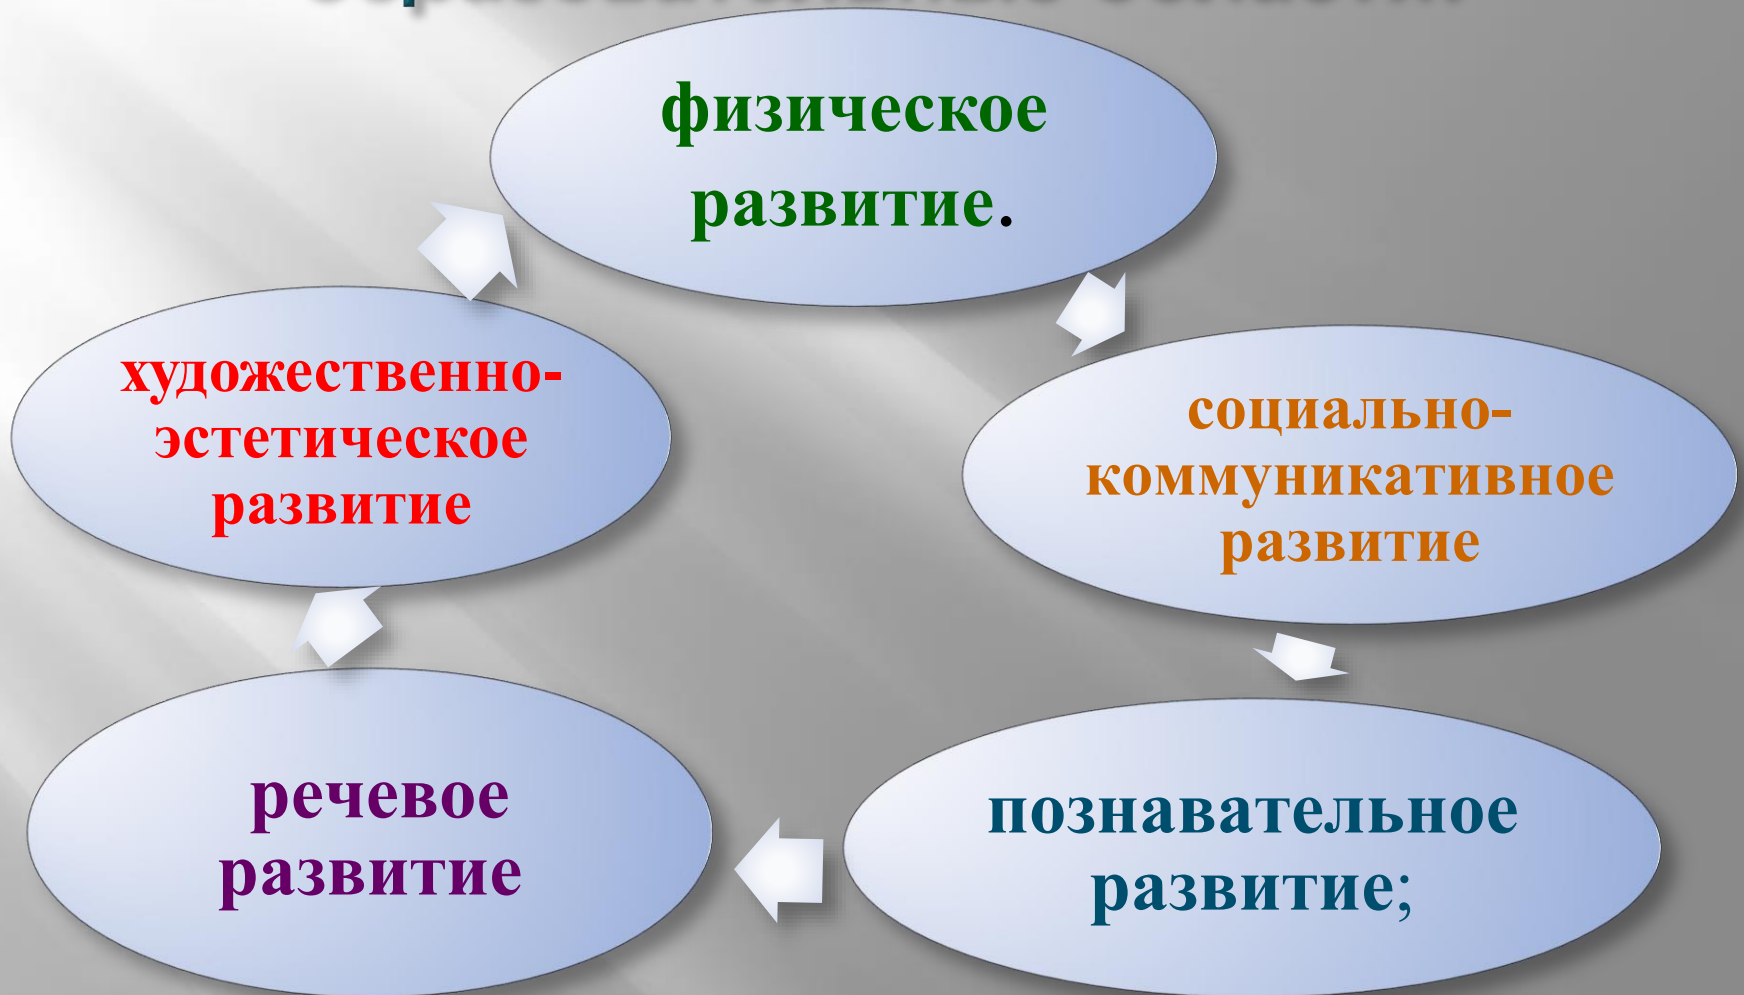 физическое
развитие.
художественно-
эстетическое
развитие
социально-
коммуникативное
развитие
речевое
развитие
познавательное
развитие;